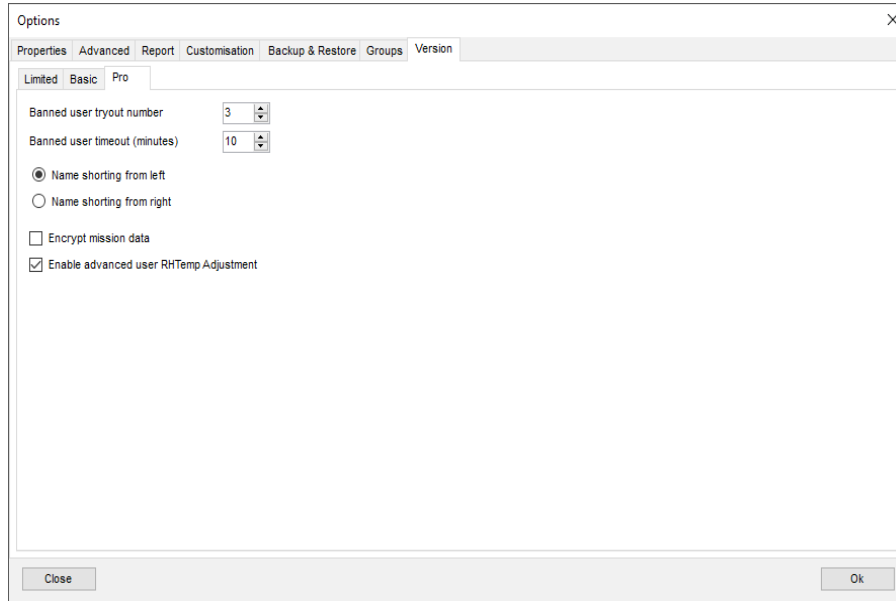 Options
Properties Advanced Report Customisation Backup & Restore Groups Version
Limited Basic Pro
Banned user tryout number 3
Banned user timeout (minutes) 10
Name shorting from left
Name shorting from right
Encrypt mission data
Enable advanced user RHTemp Adjustment
Close Ok